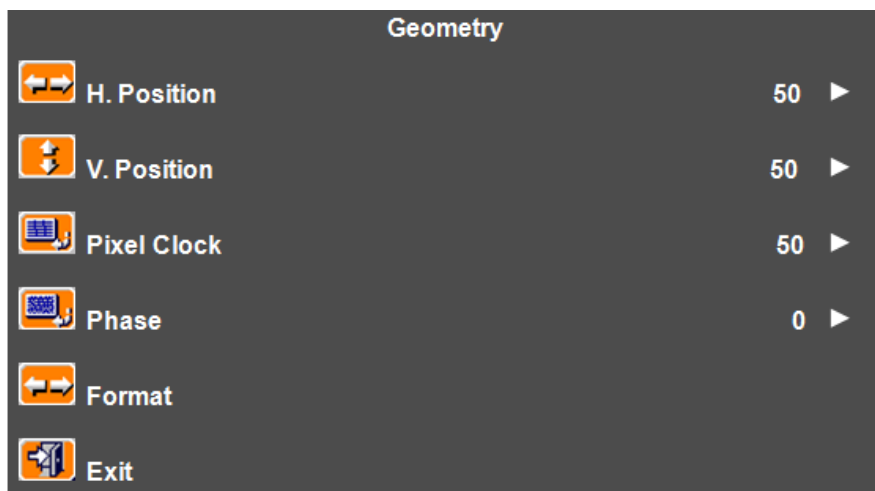 Geometry
H. Position 50 ►
V. Position 50 ►
Pixel Clock 50 ►
Phase 0 ►
Format
Exit